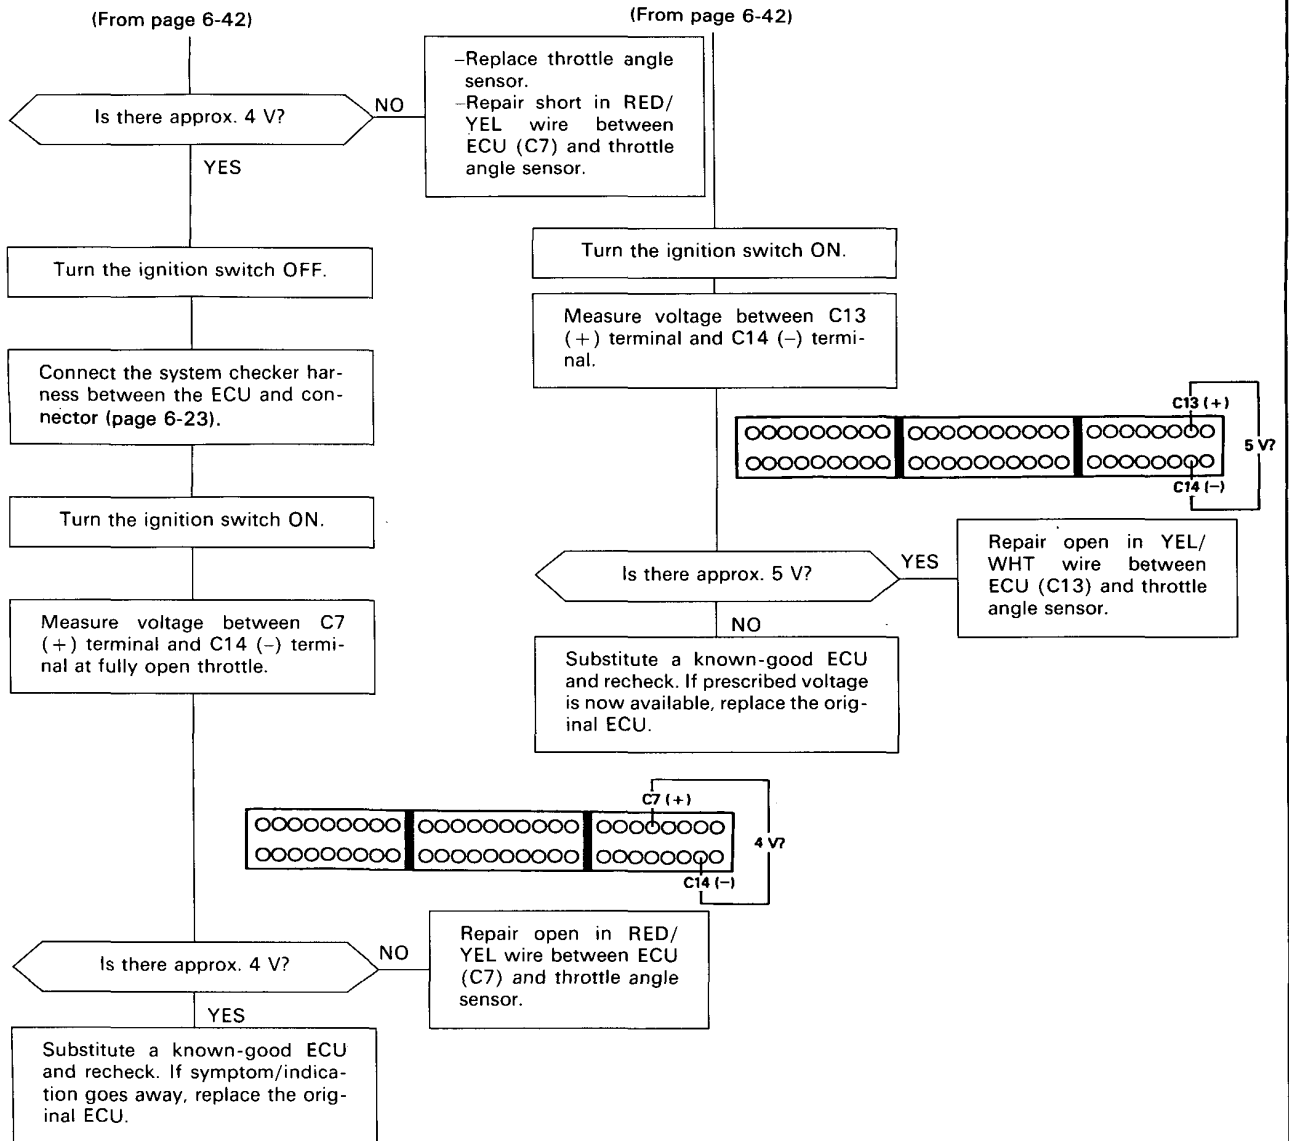 (From page 6-42)
Is there approx. 4 V?
NO
–Replace throttle angle
sensor.
–Repair short in RED/
YEL wire between
ECU (C7) and throttle
angle sensor.
YES
Turn the ignition switch OFF.
Connect the system checker har-
ness between the ECU and con-
nector (page 6-23).
Turn the ignition switch ON.
Measure voltage between C7
(+) terminal and C14 (–) termi-
nal at fully open throttle.
C7 (+)
4 V?
C14 (–)
Is there approx. 4 V?
NO
Repair open in RED/
YEL wire between ECU
(C7) and throttle angle
sensor.
YES
Substitute a known-good ECU
and recheck. If symptom/indica-
tion goes away, replace the orig-
inal ECU.
(From page 6-42)
Turn the ignition switch ON.
Measure voltage between C13
(+) terminal and C14 (–) termi-
nal.
C13 (+)
5 V?
C14 (–)
Is there approx. 5 V?
YES
Repair open in YEL/
WHT wire between
ECU (C13) and throttle
angle sensor.
NO
Substitute a known-good ECU
and recheck. If prescribed voltage
is now available, replace the orig-
inal ECU.